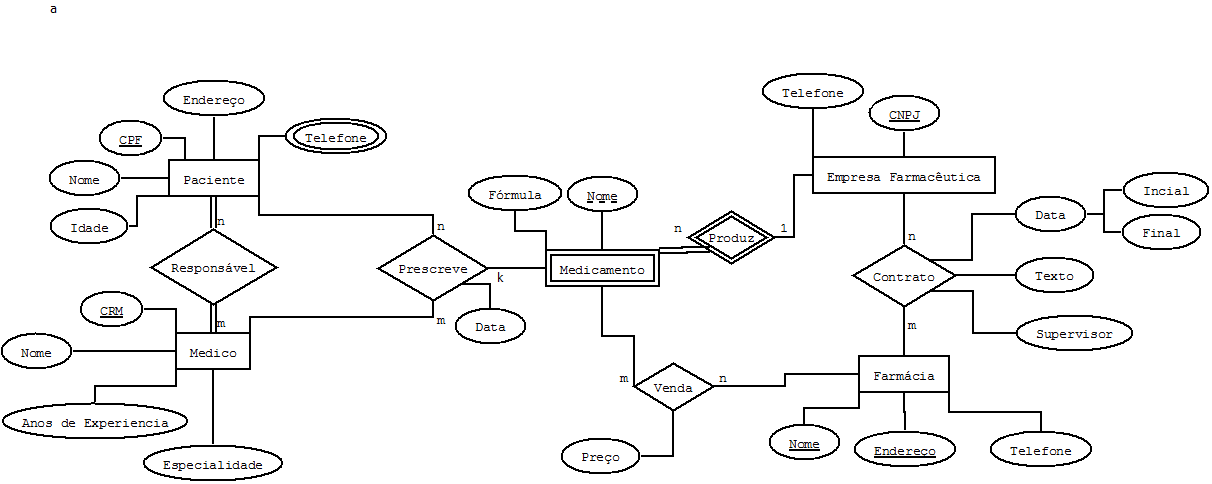 a
Endereço
CPF
Telefone
Nome
Paciente
Idade
n
Responsável
m
CRM
Nome
Medico
Anos de Experiencia
Especialidade
n
Prescreve
k
m
Data
Fórmula
Nome
Medicamento
n
Produz
1
Telefone
CNPJ
Empresa Farmacêutica
n
Contrato
m
Data
Incial
Final
Texto
Supervisor
m
Venda
n
Preço
Farmácia
Nome
Endereco
Telefone